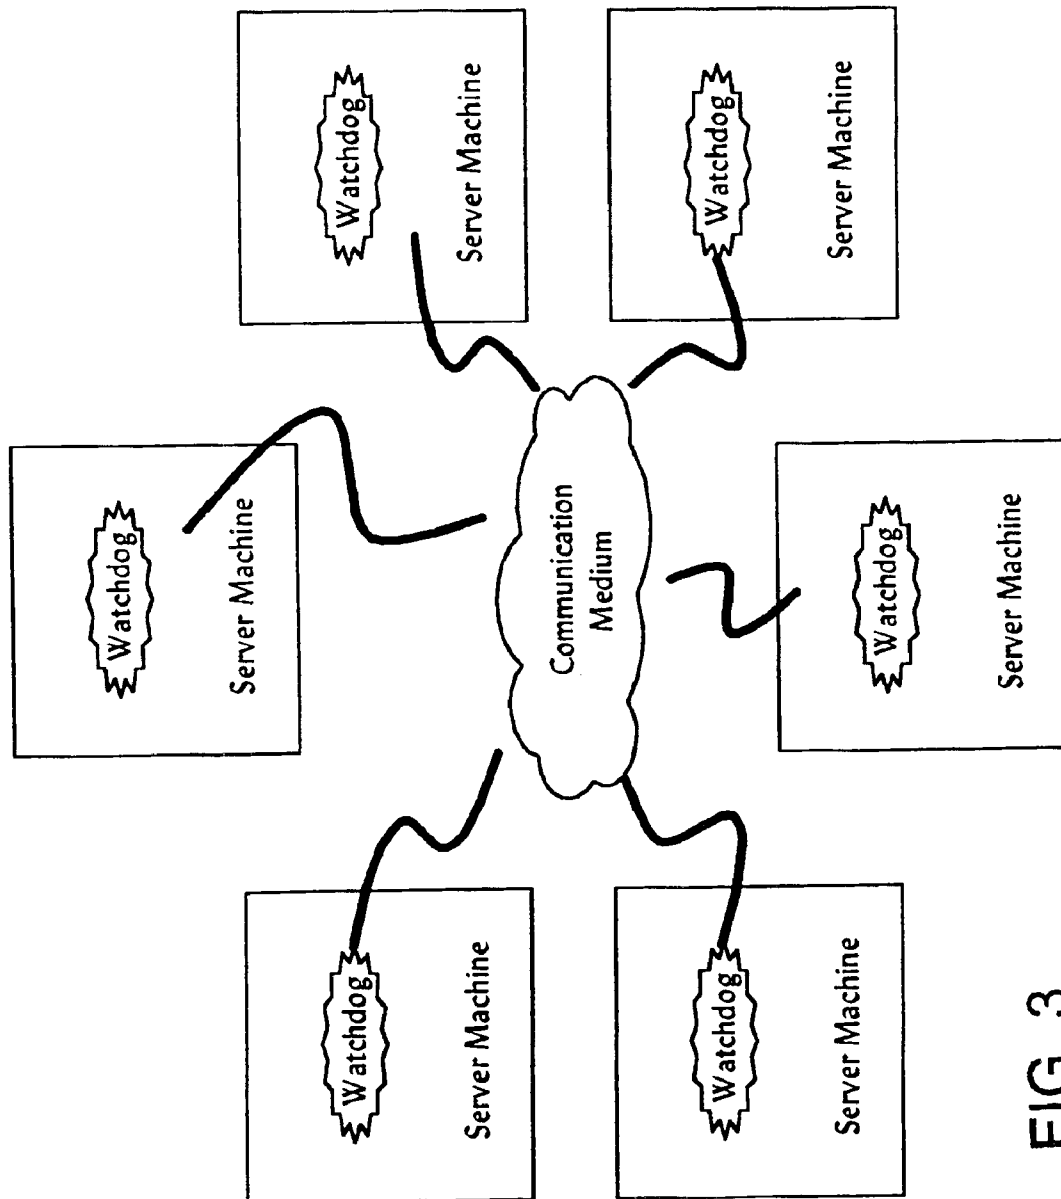 Watchdog
Server Machine
Watchdog
Server Machine
Watchdog
Server Machine
Communication
Medium
Watchdog
Server Machine
Watchdog
Server Machine
Watchdog
Server Machine
FIG. 3